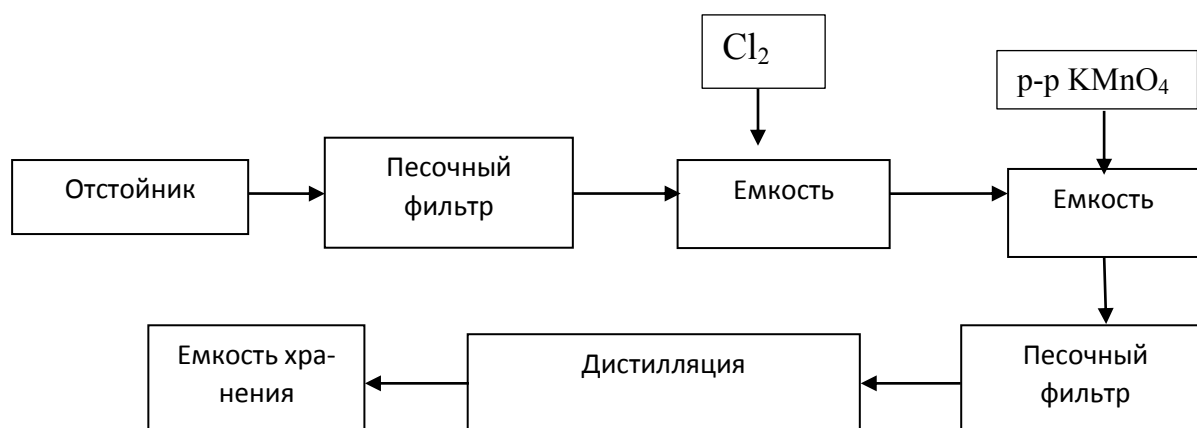 Cl₂
р-р KMnO₄
Отстойник
Песочный
фильтр
Емкость
Емкость
Емкость хра-
нения
Дистилляция
Песочный
фильтр